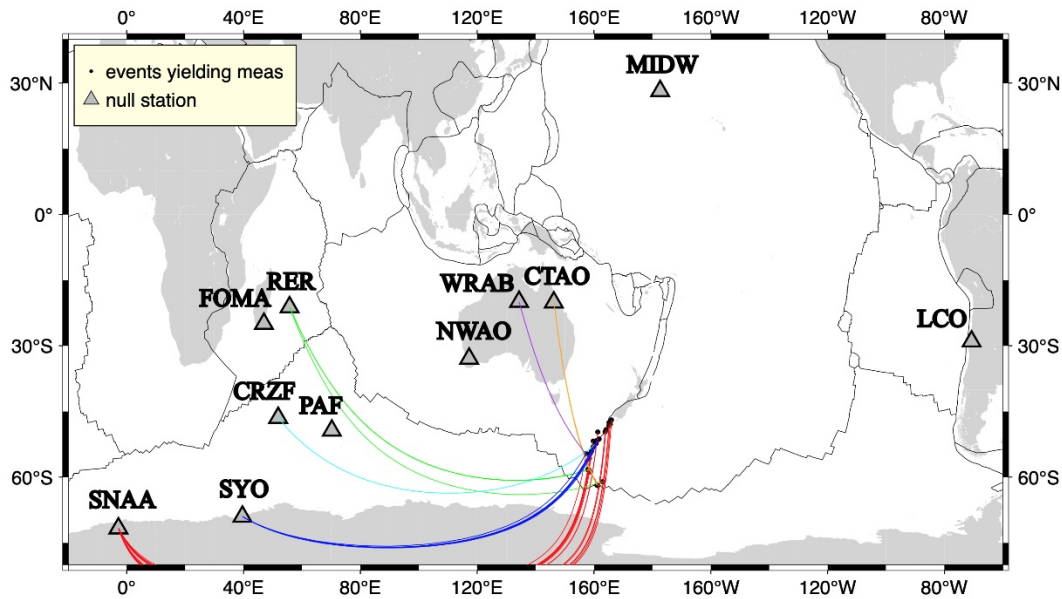 0° 40°E 80°E 120°E 160°E 160°W 120°W 80°W
events yielding meas
null station
30°N 30°N
MIDW
0° 0°
RER
FOMA
WRAB CTAO
NWAO
LCO
30°S 30°S
CRZF
PAF
60°S 60°S
SNAA
SYO
0° 40°E 80°E 120°E 160°E 160°W 120°W 80°W